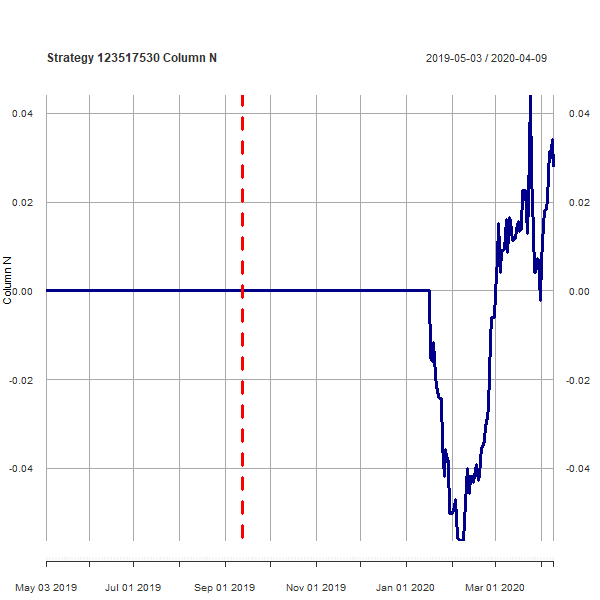 Strategy 123517530 Column N
2019-05-03 / 2020-04-09
0.04 0.04
0.02 0.02
0.00 0.00
-0.02 -0.02
-0.04 -0.04
Column N
May 03 2019 Jul 01 2019 Sep 01 2019 Nov 01 2019 Jan 01 2020 Mar 01 2020